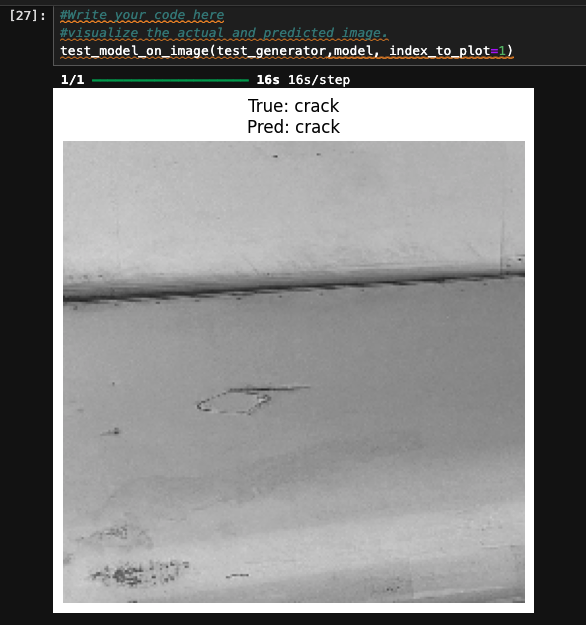 [27]: #Write your code here
#visualize the actual and predicted image.
test_model_on_image(test_generator,model, index_to_plot=1)
1/1 ━━━━━━━━━━━━━━━━━━━━ 16s 16s/step
True: crack
Pred: crack